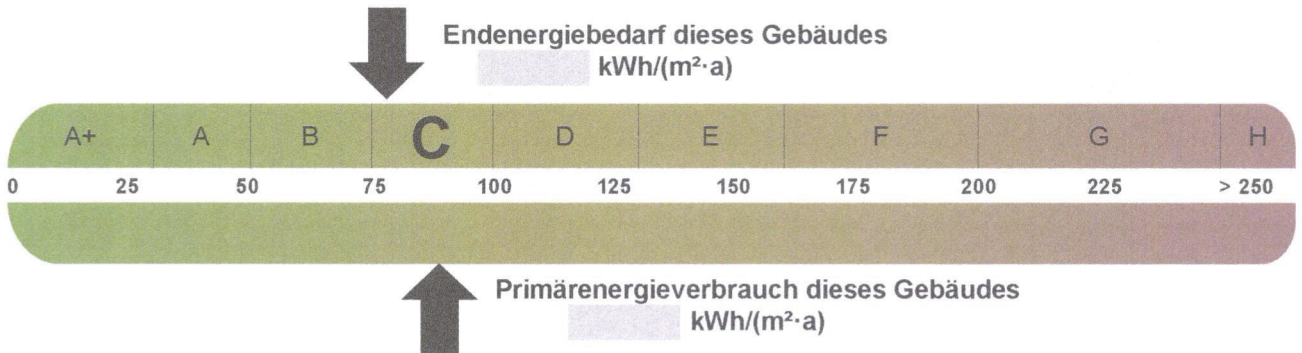 Endenergiebedarf dieses Gebäudes
kWh/(m²·a)
A+ A B C D E F G H
0 25 50 75 100 125 150 175 200 225 > 250
Primärenergieverbrauch dieses Gebäudes
kWh/(m²·a)